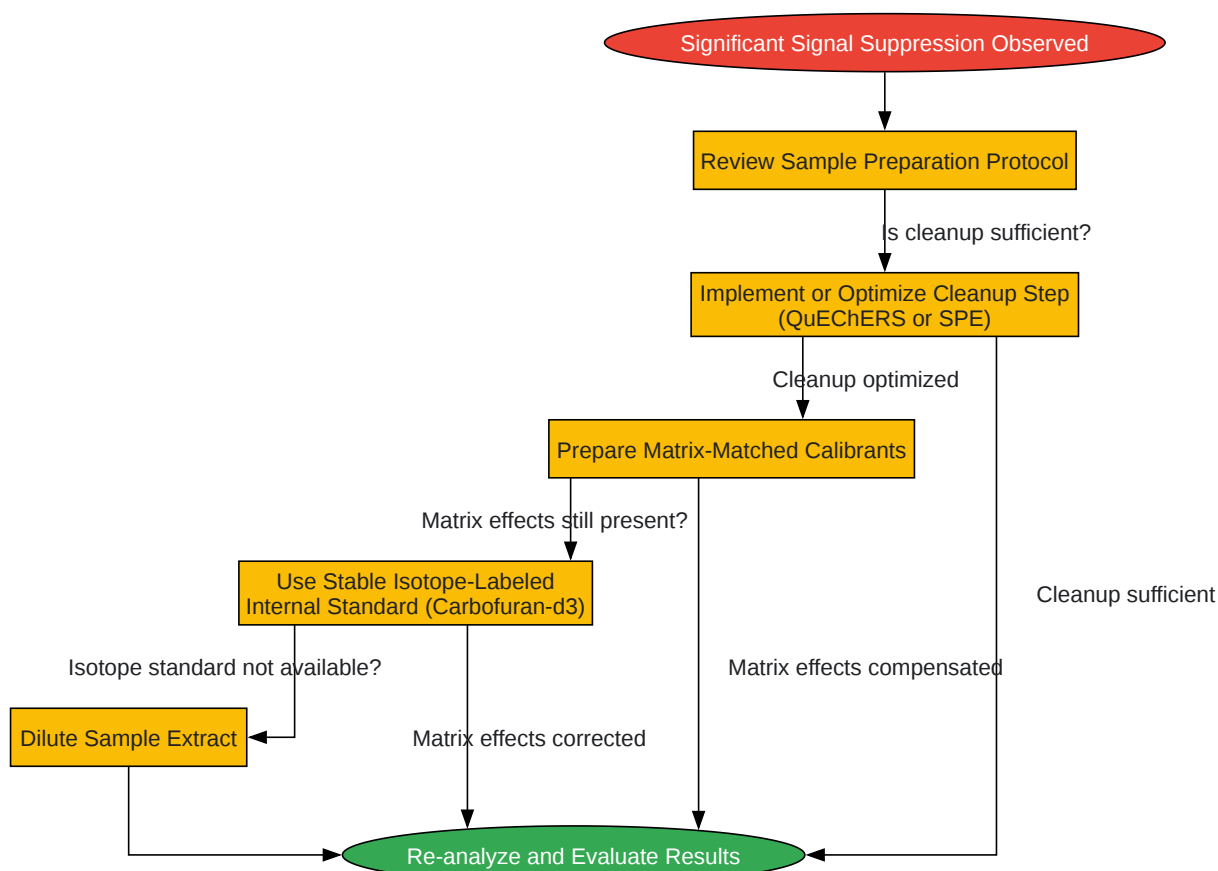 Significant Signal Suppression Observed
Review Sample Preparation Protocol
Is cleanup sufficient?
Implement or Optimize Cleanup Step
(QuEChERS or SPE)
Cleanup optimized
Prepare Matrix-Matched Calibrants
Matrix effects still present?
Use Stable Isotope-Labeled
Internal Standard (Carbofuran-d3)
Cleanup sufficient
Isotope standard not available?
Matrix effects compensated
Dilute Sample Extract
Matrix effects corrected
Re-analyze and Evaluate Results